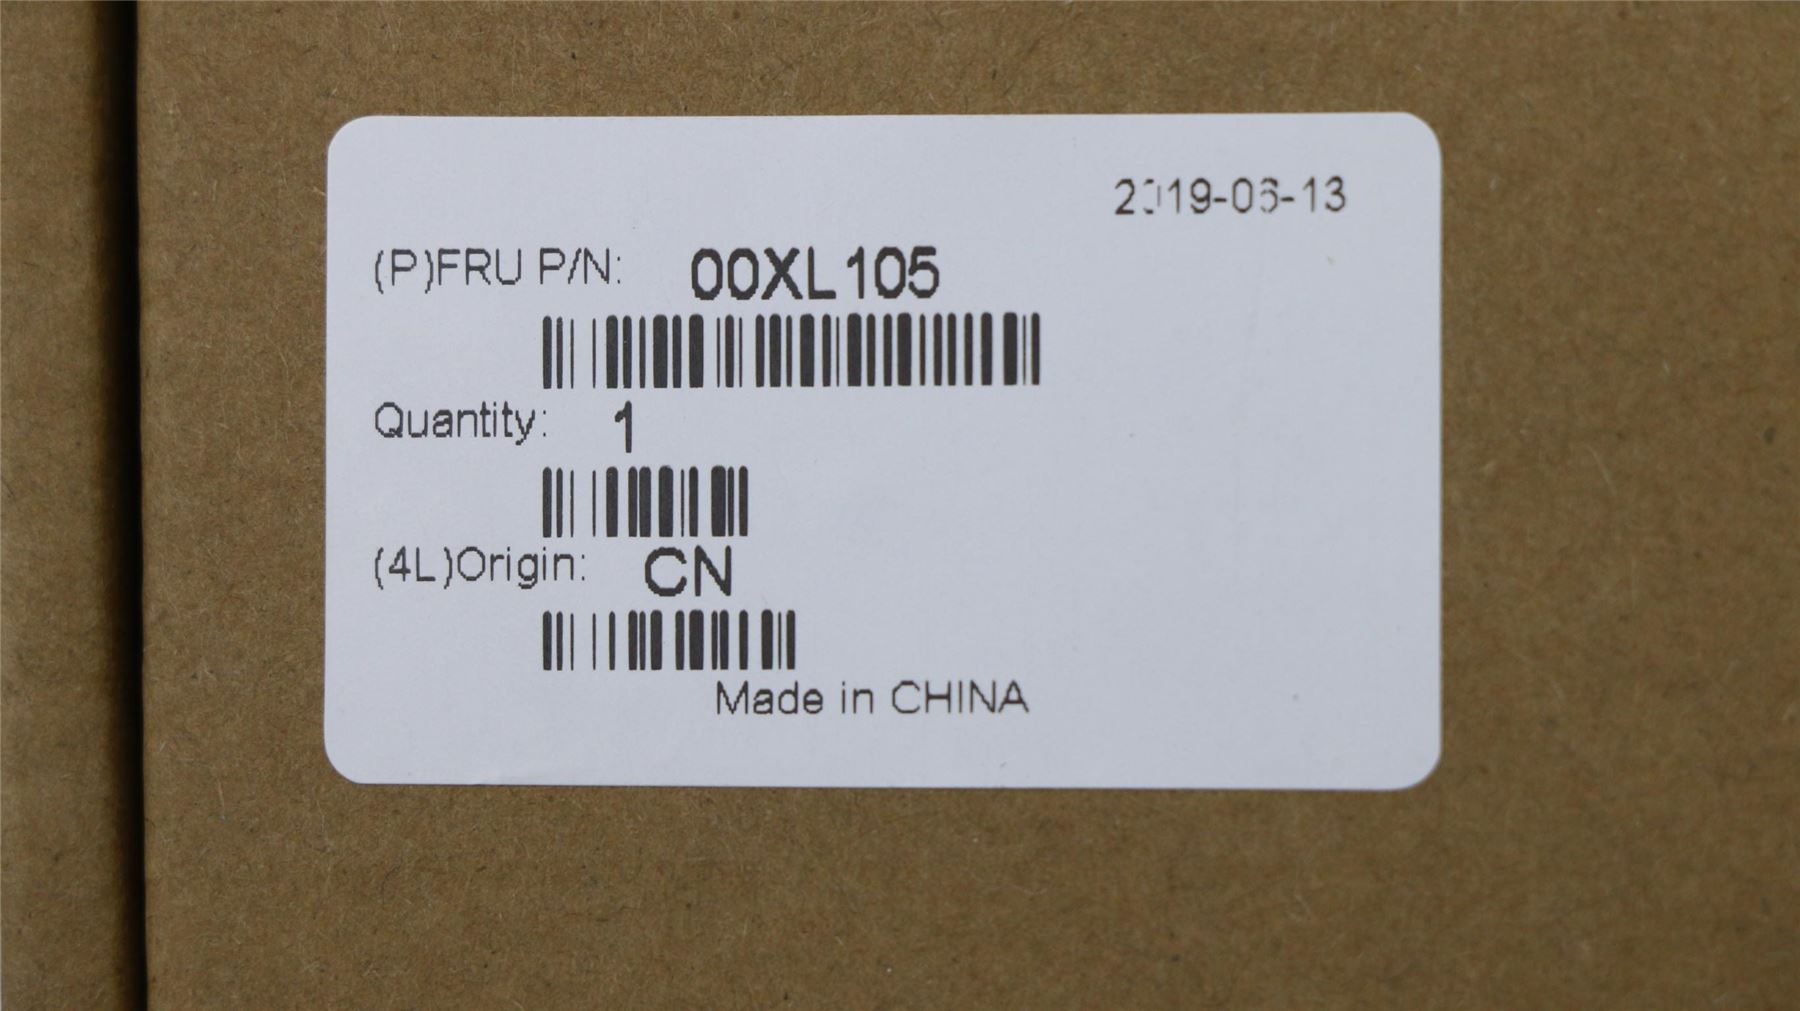 2019-06-13
(P)FRU P/N: 00XL105
Quantity: 1
(4L)Origin: CN
Made in CHINA